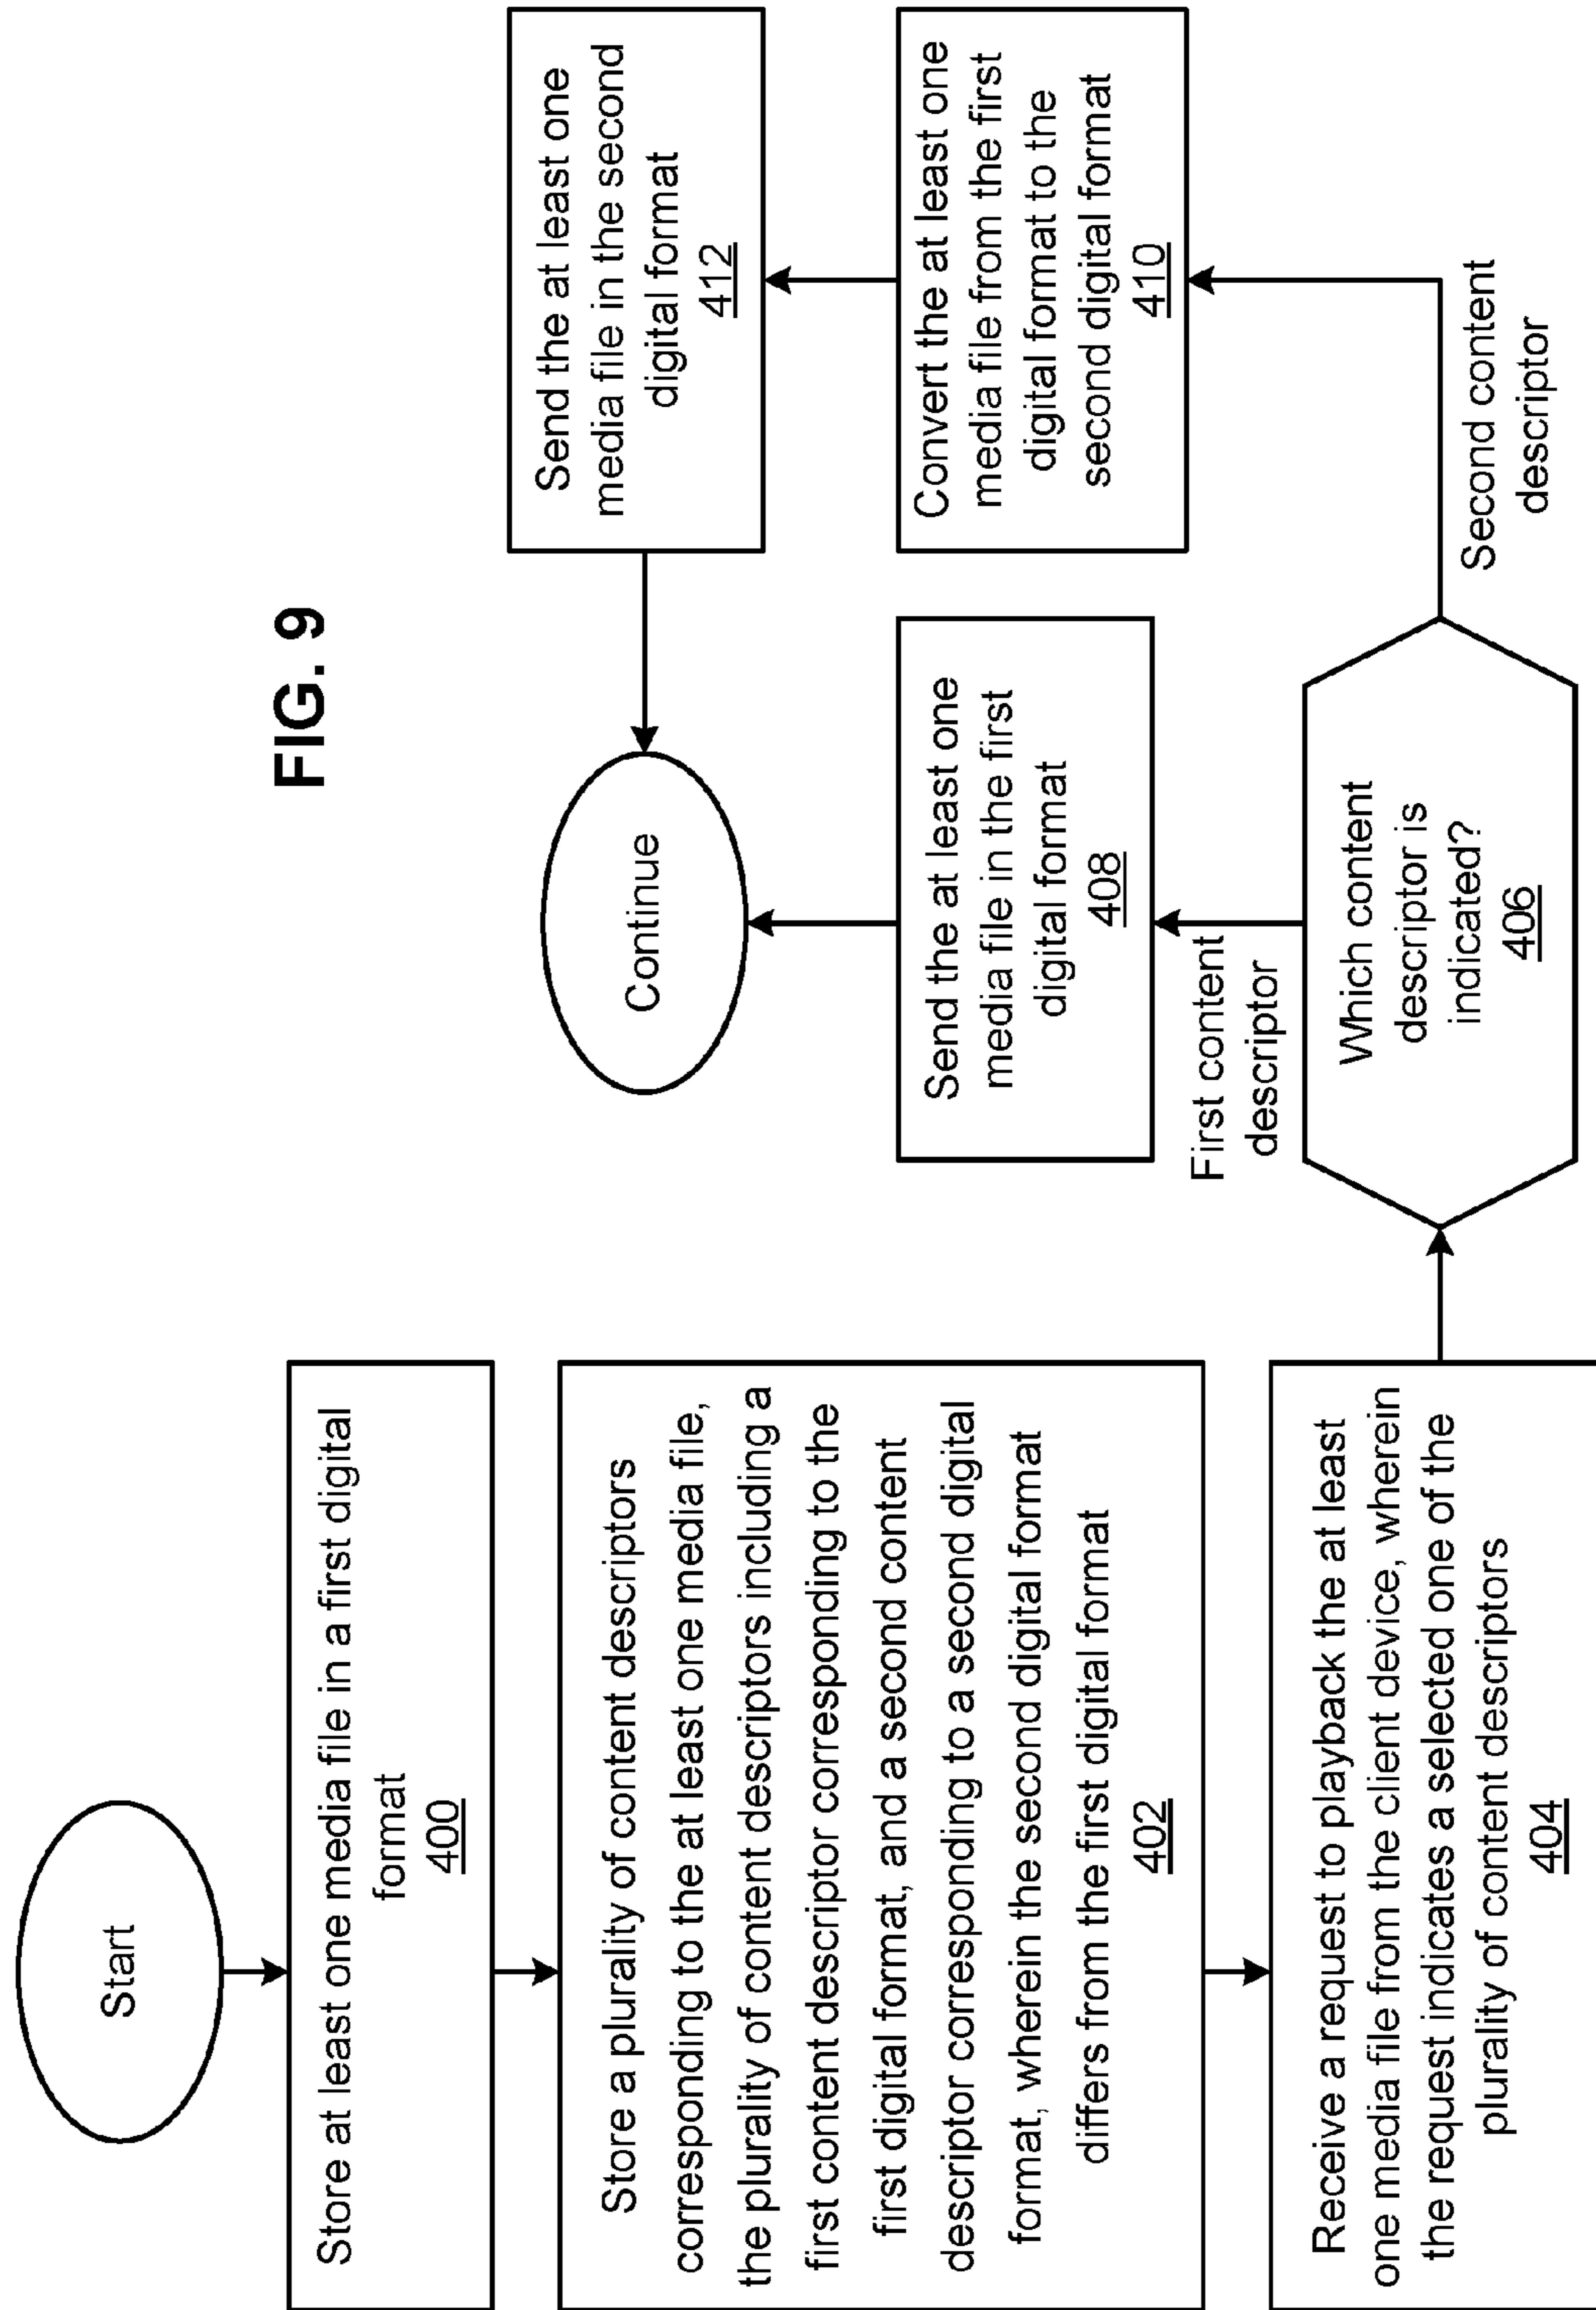 FIG. 9
Start
Store at least one media file in a first digital
format
400
Store a plurality of content descriptors
corresponding to the at least one media file,
the plurality of content descriptors including a
first content descriptor corresponding to the
first digital format, and a second content
descriptor corresponding to a second digital
format, wherein the second digital format
differs from the first digital format
402
Receive a request to playback the at least
one media file from the client device, wherein
the request indicates a selected one of the
plurality of content descriptors
404
Which content
descriptor is
indicated?
406
First content
descriptor
Send the at least one
media file in the first
digital format
408
Continue
Second content
descriptor
Convert the at least one
media file from the first
digital format to the
second digital format
410
Send the at least one
media file in the second
digital format
412